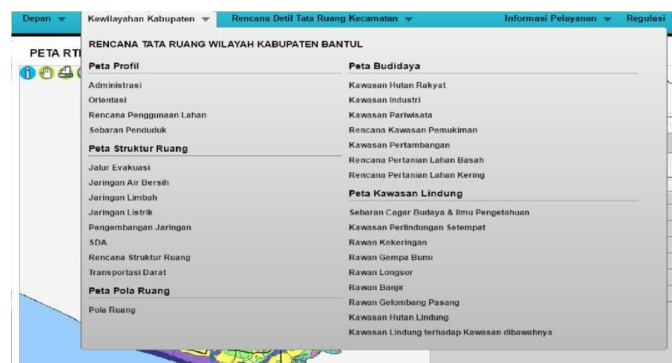 Depan
Kewilayahan Kabupaten
Rencana Detil Tata Ruang Kecamatan
Informasi Pelayanan
Regulasi
PETA RT
RENCANA TATA RUANG WILAYAH KABUPATEN BANTUL
Peta Profil
Administrasi
Orientasi
Rencana Penggunaan Lahan
Sebaran Penduduk
Peta Struktur Ruang
Jalur Evakuasi
Jaringan Air Bersih
Jaringan Limbah
Jaringan Listrik
Pengembangan Jaringan
SDA
Rencana Struktur Ruang
Transportasi Darat
Peta Pola Ruang
Pola Ruang
Peta Budidaya
Kawasan Hutan Rakyat
Kawasan Industri
Kawasan Pariwisata
Rencana Kawasan Pemukiman
Kawasan Pertambangan
Rencana Pertanian Lahan Basah
Rencana Pertanian Lahan Kering
Peta Kawasan Lindung
Sebaran Cagar Budaya & Ilmu Pengetahuan
Kawasan Perlindungan Setempat
Rawan Kekeringan
Rawan Gempa Bumi
Rawan Longsor
Rawan Banjir
Rawan Gelombang Pasang
Kawasan Hutan Lindung
Kawasan Lindung terhadap Kawasan dibawahnya